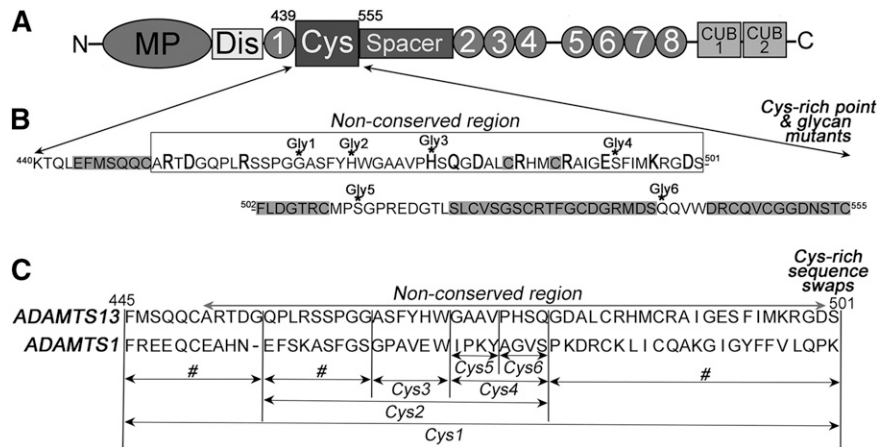 A
439 555
N- MP Dis 1 Cys Spacer 2 3 4 5 6 7 8 CUB 1 CUB 2 C
B
Non-conserved region
Cys-rich point & glycan mutants
Gly1 Gly2 Gly3 Gly4
* * * *
440KTQLEFMSQQCARTDGQPLRSSPGGASFYHWGAAVPHSQGDALCRHMCRAIGESFIMKRGDS501
Gly5 Gly6
* *
502FLDGTRCMPSGPREDGTLSLCVSGSCRTFGCDGRMDSQQVWDRCQVCGGDNSTC555
C
Cys-rich sequence swaps
445 Non-conserved region 501
ADAMTS13 FMSQQCARTDGQPLRSSPGGASFYHWGAAVPHSQGDALCRHMCRAIGESFIMKRGDS
ADAMTS1 FREEQCEAHN-EFSKASFGSGPAVEWIPKYAGVSPKDRCKLICQAKGIGYFFVLQPK
Cys5 Cys6
# # Cys3 Cys4 #
Cys2
Cys1